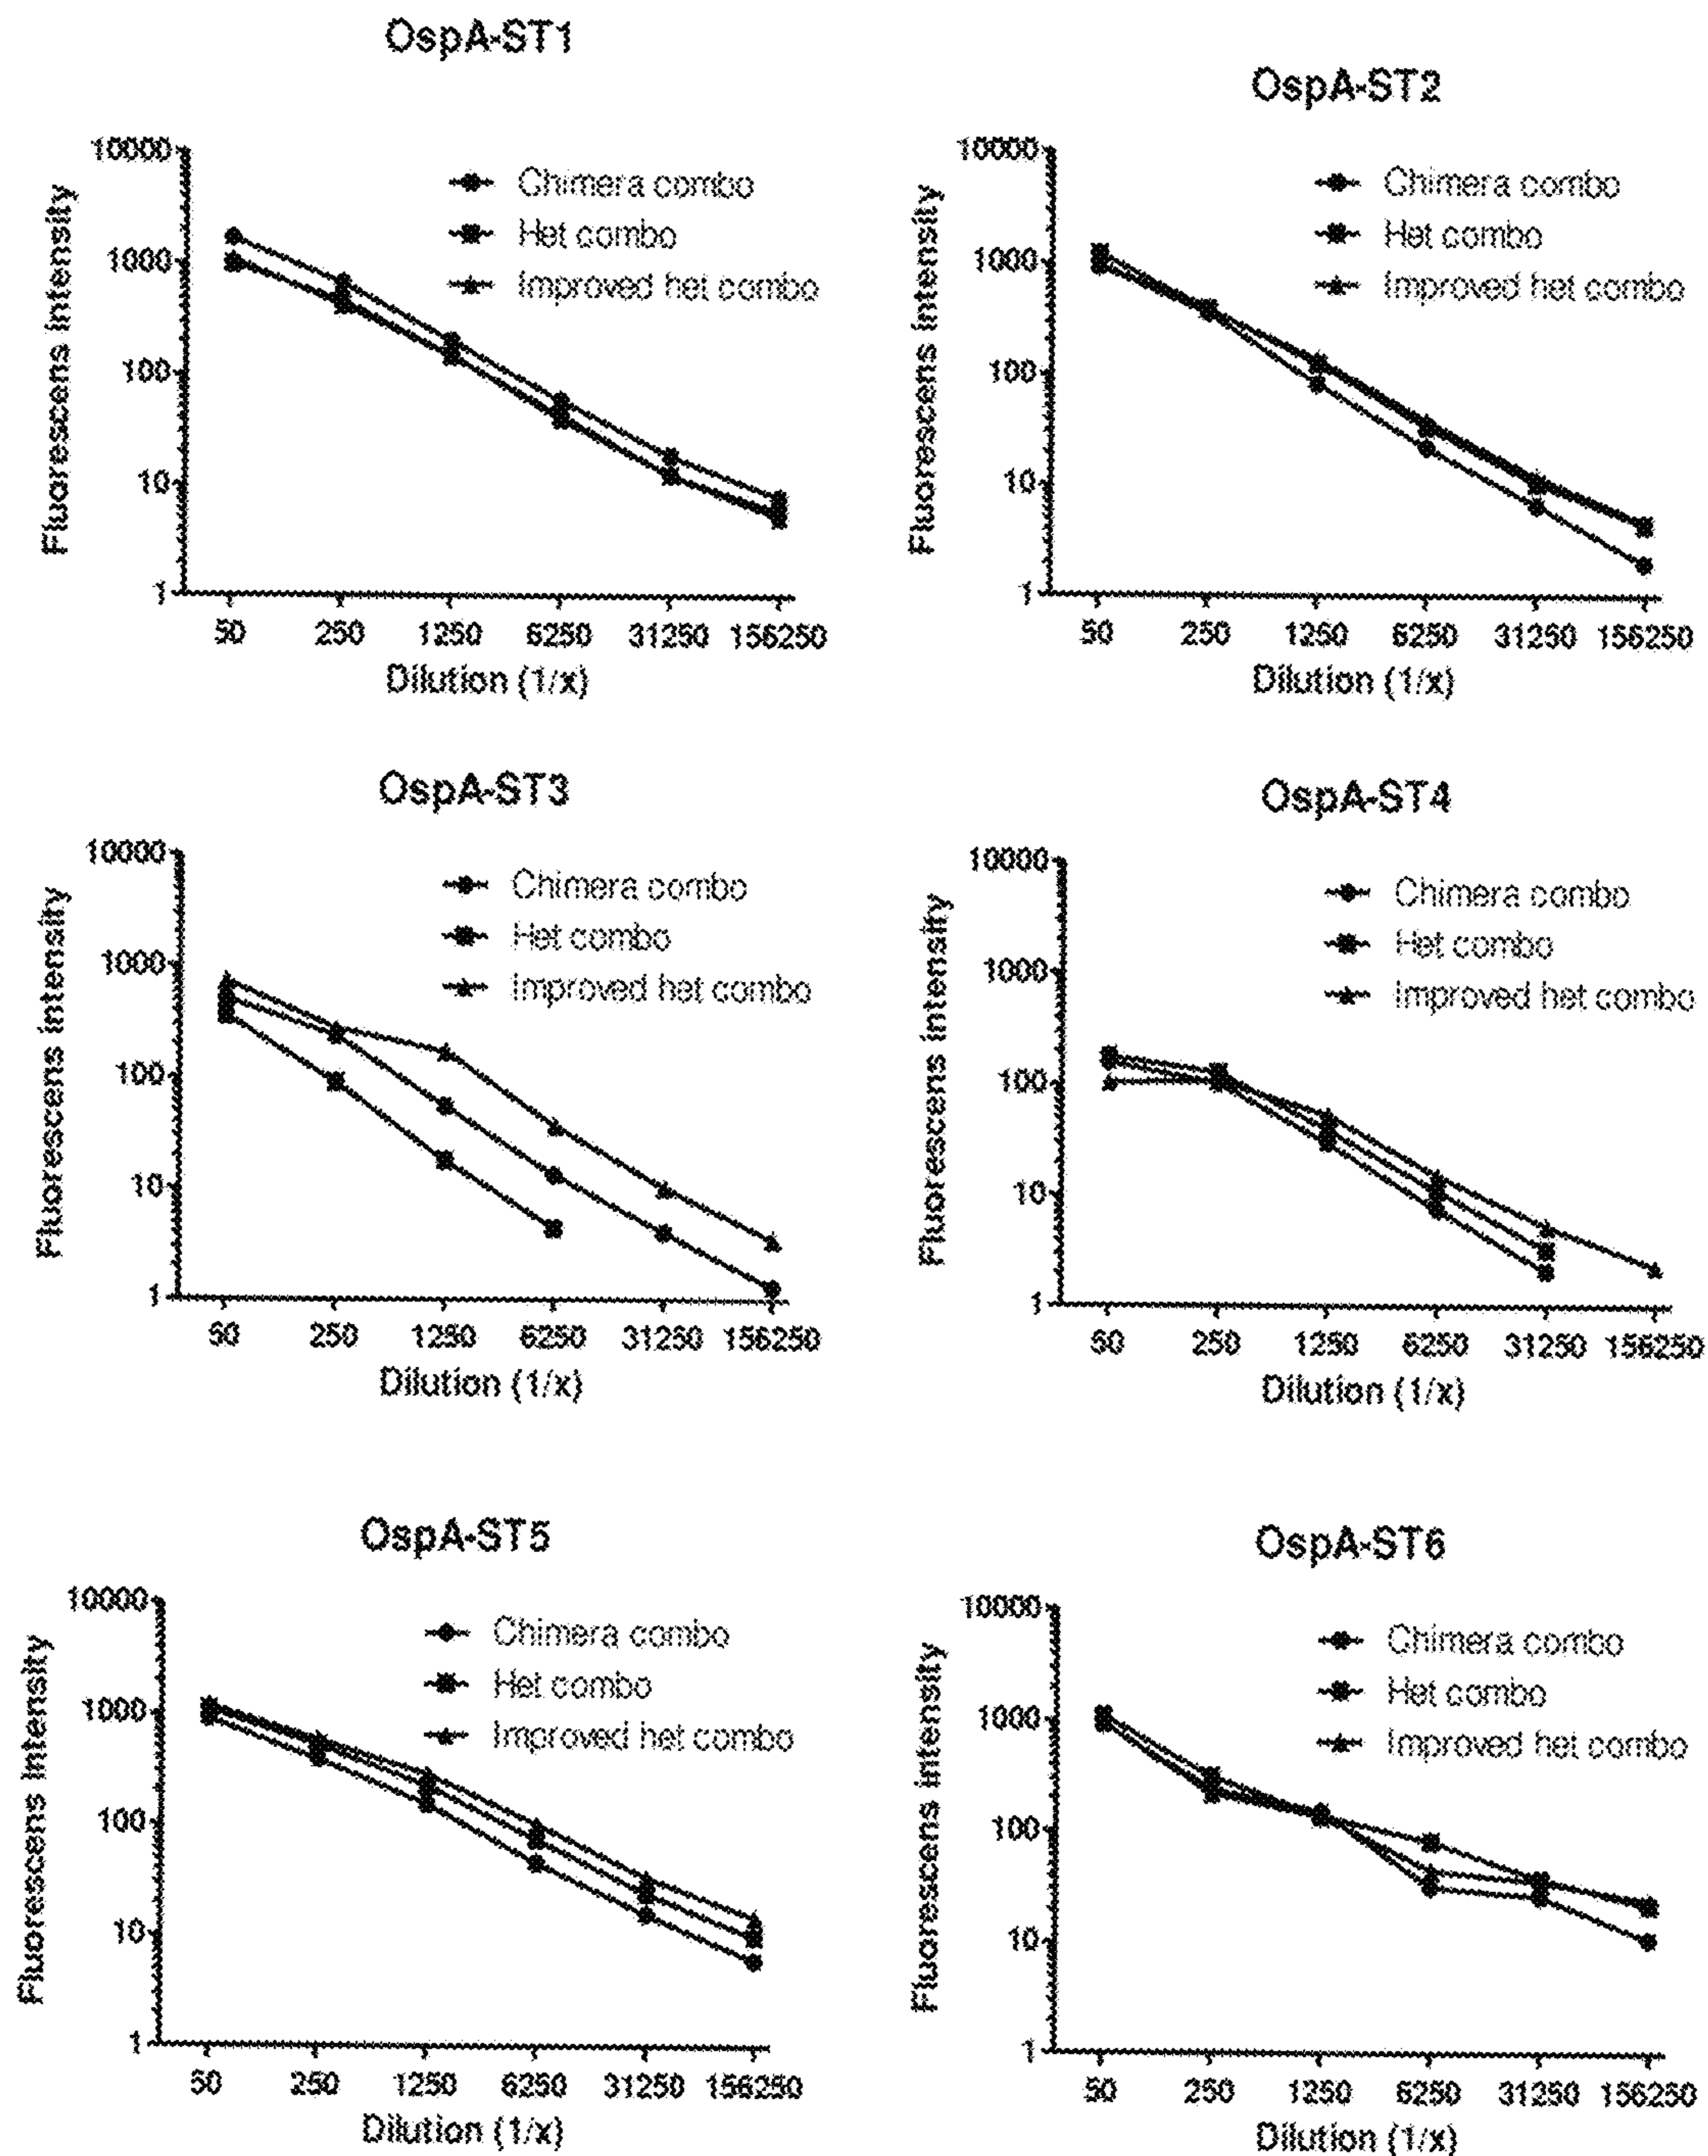 OspA-ST1
Fluorescens intensity
10000
1000
100
10
1
Chimera combo
Het combo
Improved het combo
50 250 1250 6250 31250 156250
Dilution (1/x)
OspA-ST2
Fluorescens intensity
10000
1000
100
10
1
Chimera combo
Het combo
Improved het combo
50 250 1250 6250 31250 156250
Dilution (1/x)
OspA-ST3
Fluorescens intensity
10000
1000
100
10
1
Chimera combo
Het combo
Improved het combo
50 250 1250 6250 31250 156250
Dilution (1/x)
OspA-ST4
Fluorescens intensity
10000
1000
100
10
1
Chimera combo
Het combo
Improved het combo
50 250 1250 6250 31250 156250
Dilution (1/x)
OspA-ST5
Fluorescens intensity
10000
1000
100
10
1
Chimera combo
Het combo
Improved het combo
50 250 1250 6250 31250 156250
Dilution (1/x)
OspA-ST6
Fluorescens intensity
10000
1000
100
10
1
Chimera combo
Het combo
Improved het combo
50 250 1250 6250 31250 156250
Dilution (1/x)